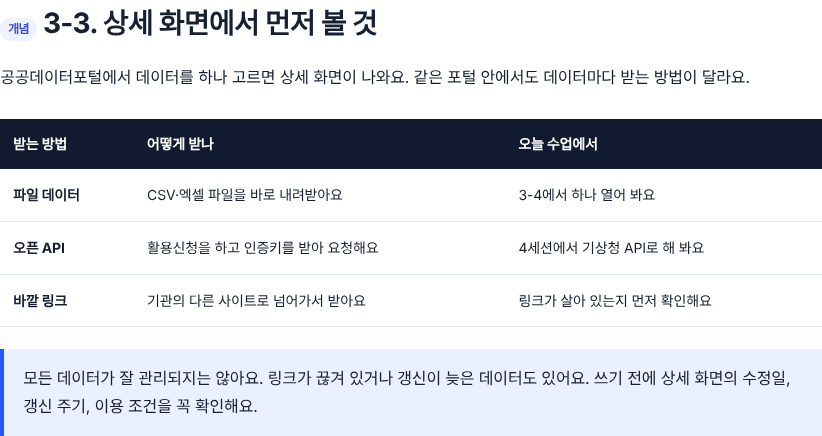 개념 3-3. 상세 화면에서 먼저 볼 것
공공데이터포털에서 데이터를 하나 고르면 상세 화면이 나와요. 같은 포털 안에서도 데이터마다 받는 방법이 달라요.
받는 방법 어떻게 받나 오늘 수업에서
파일 데이터 CSV·엑셀 파일을 바로 내려받아요 3-4에서 하나 열어 봐요
오픈 API 활용신청을 하고 인증키를 받아 요청해요 4세션에서 기상청 API로 해 봐요
바깥 링크 기관의 다른 사이트로 넘어가서 받아요 링크가 살아 있는지 먼저 확인해요
모든 데이터가 잘 관리되지는 않아요. 링크가 끊겨 있거나 갱신이 늦은 데이터도 있어요. 쓰기 전에 상세 화면의 수정일,
갱신 주기, 이용 조건을 꼭 확인해요.